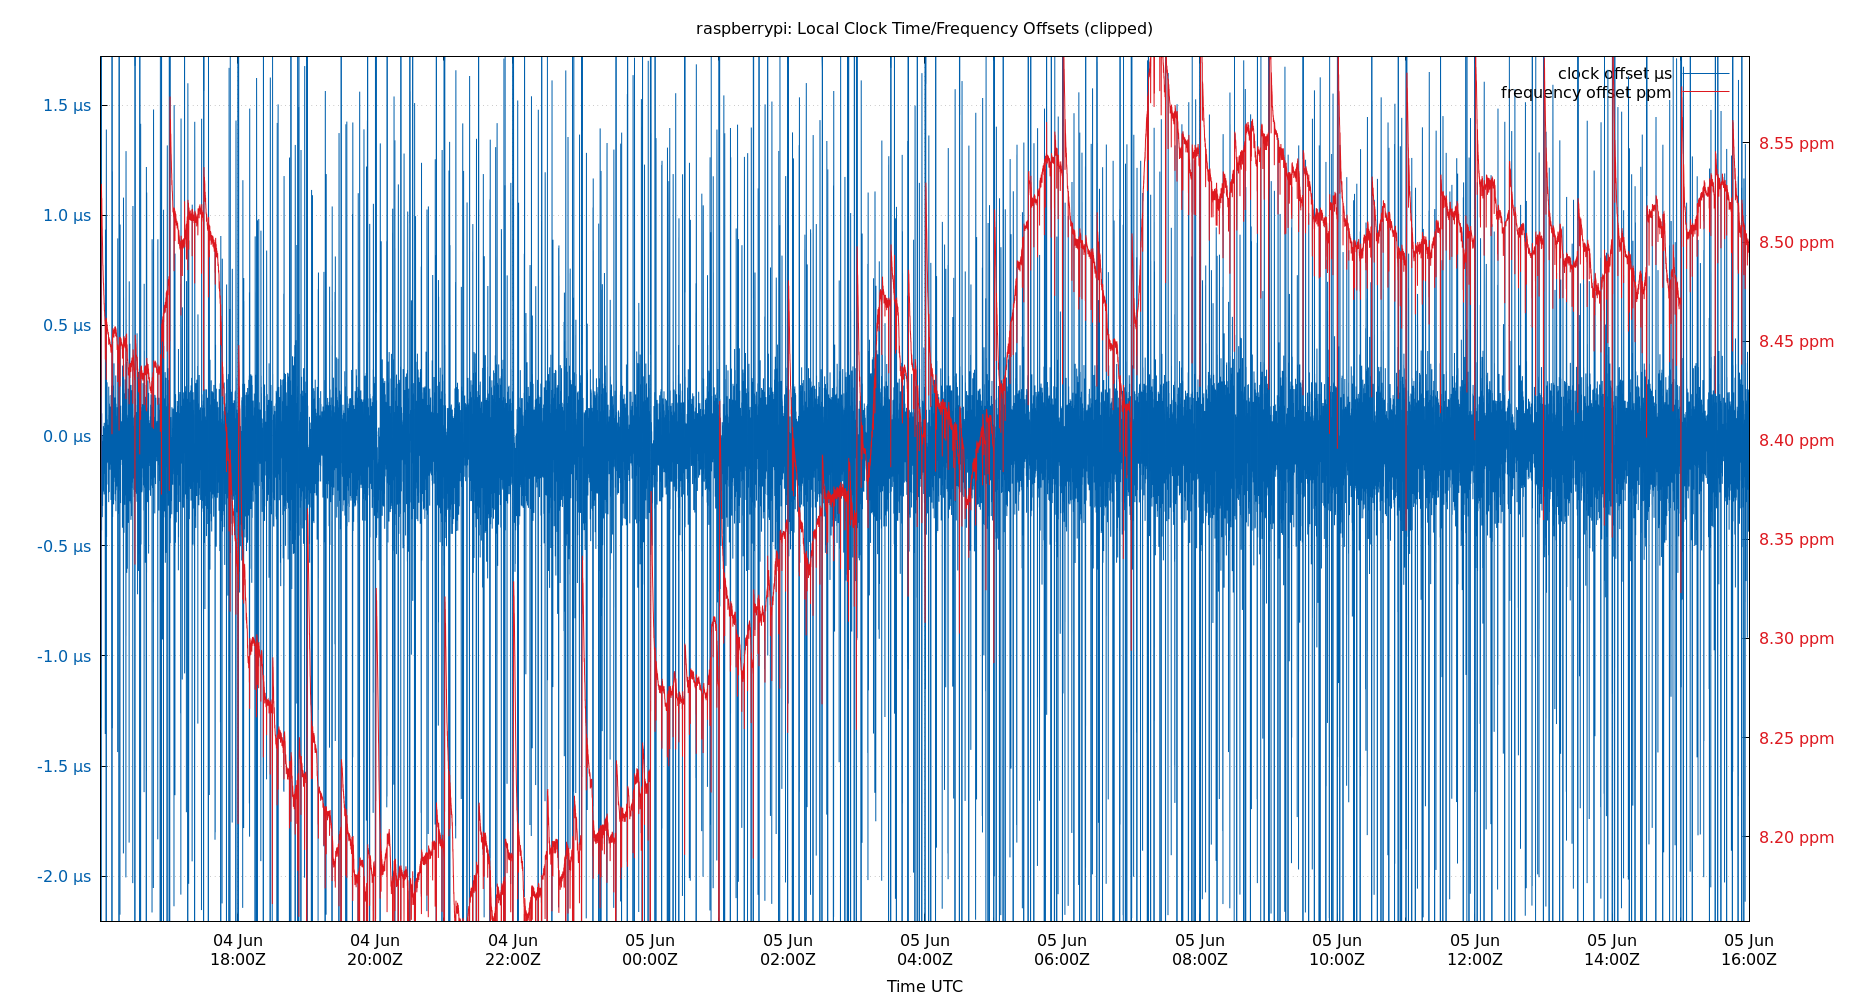 raspberrypi: Local Clock Time/Frequency Offsets (clipped)
clock offset µs
frequency offset ppm
1.5 µs
1.0 µs
0.5 µs
0.0 µs
-0.5 µs
-1.0 µs
-1.5 µs
-2.0 µs
8.55 ppm
8.50 ppm
8.45 ppm
8.40 ppm
8.35 ppm
8.30 ppm
8.25 ppm
8.20 ppm
04 Jun 04 Jun 04 Jun 05 Jun 05 Jun 05 Jun 05 Jun 05 Jun 05 Jun 05 Jun 05 Jun 05 Jun
18:00Z 20:00Z 22:00Z 00:00Z 02:00Z 04:00Z 06:00Z 08:00Z 10:00Z 12:00Z 14:00Z 16:00Z
Time UTC